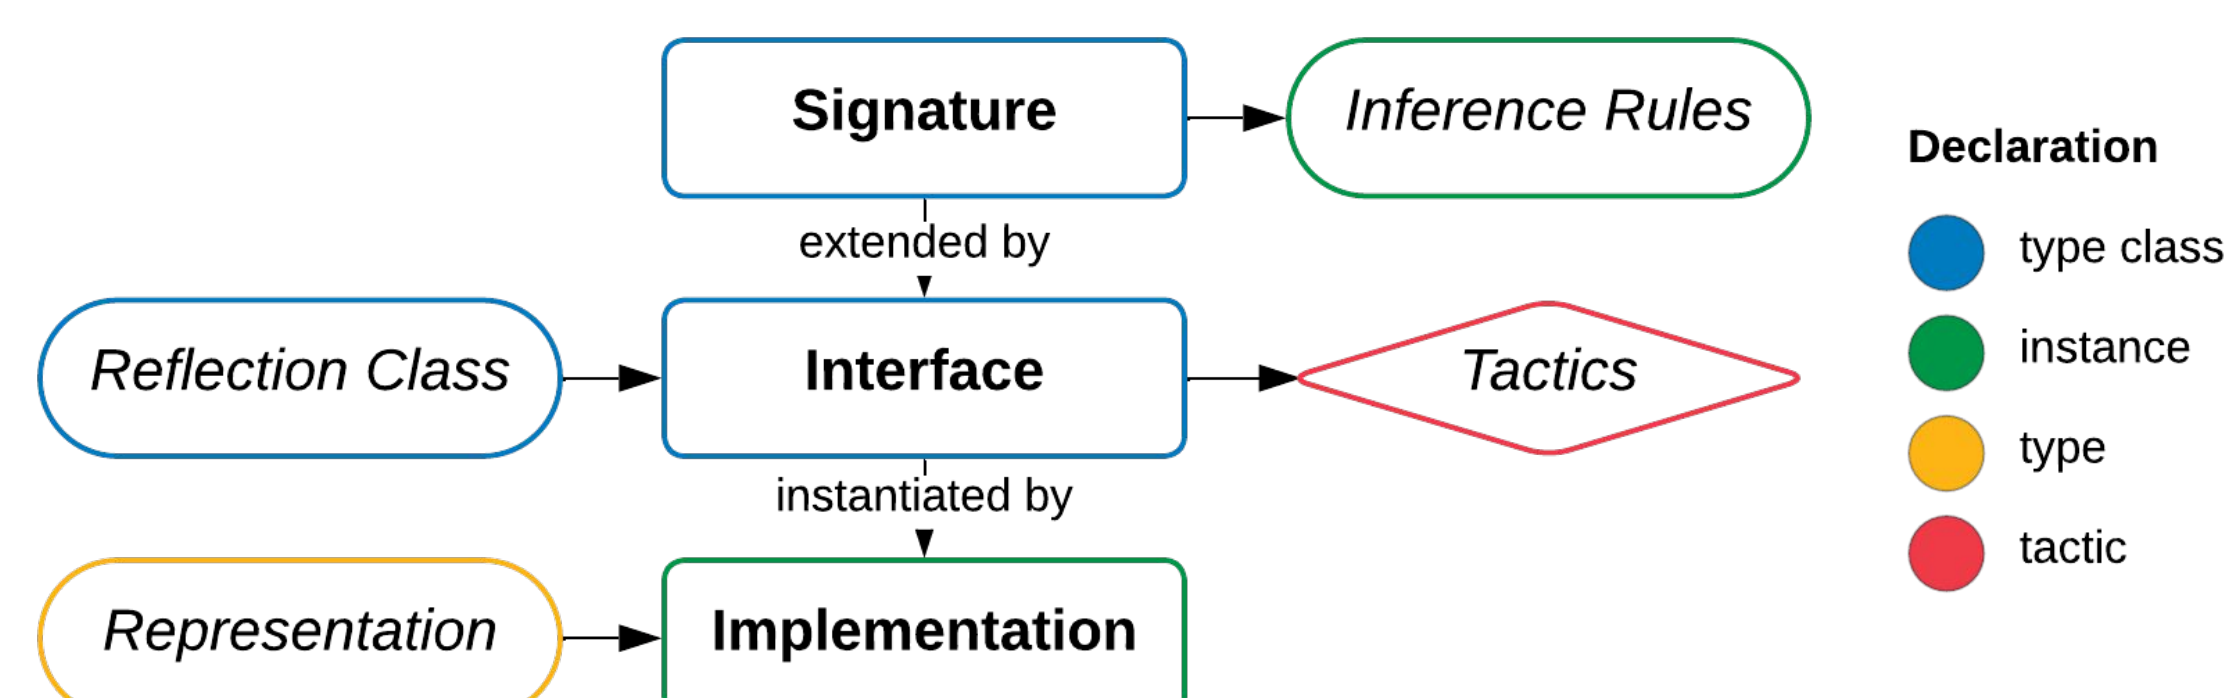 Signature
Inference Rules
extended by
Reflection Class
Interface
Tactics
instantiated by
Representation
Implementation
Declaration
type class
instance
type
tactic